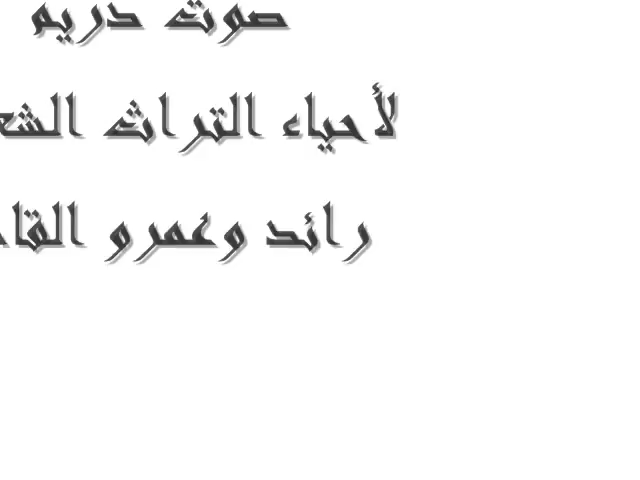 صوت دريم
لأحياء التراث
رائد وعمرو